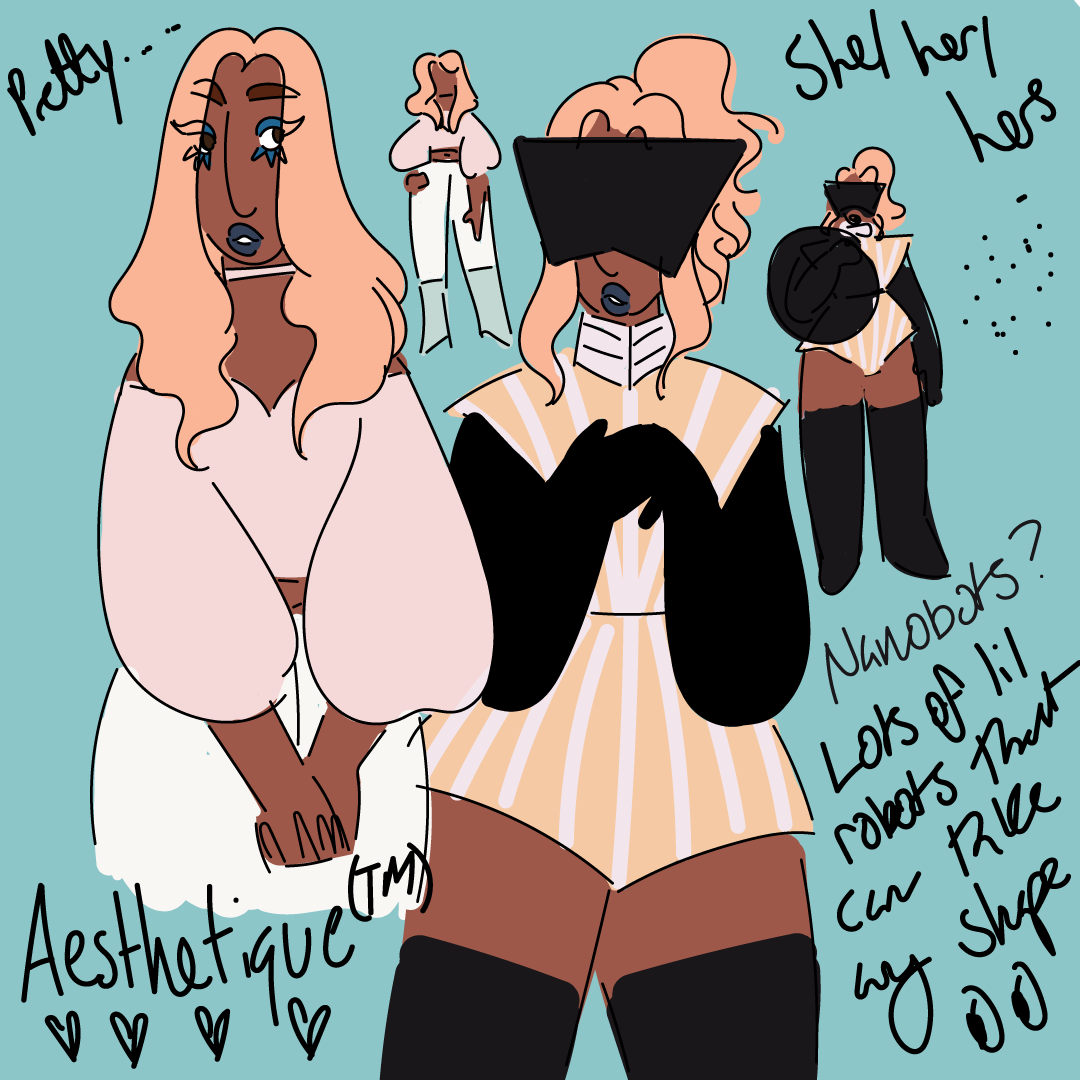 Petty...
She/her/
hers
Nanobots?
Lots of lil
robots that
can take
any shape
Aesthetique (TM)